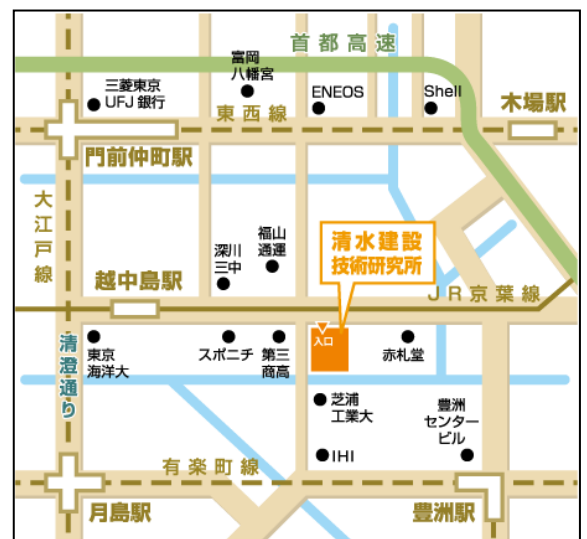 首都高速
富岡
八幡宮
三菱東京
UFJ 銀行
ENEOS
Shell
東西線
木場駅
門前仲町駅
大江戸線
福山
通運
深川
三中
清水建設
技術研究所
越中島駅
JR京葉線
入口
清澄通り
東京
海洋大
スポニチ
第三
商高
赤札堂
芝浦
工業大
豊洲
センター
ビル
IHI
有楽町線
月島駅
豊洲駅